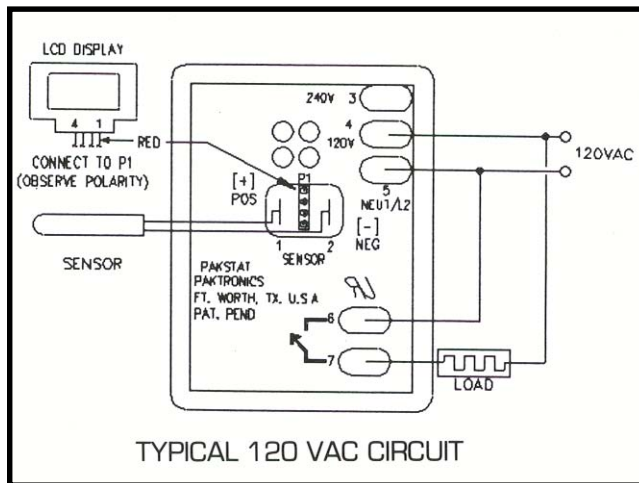 LCD DISPLAY
4 1
RED
CONNECT TO P1
(OBSERVE POLARITY)
240V 3
4
120V
120VAC
P1
[+]
POS
5
NEUT/L2
[-]
NEG
1 SENSOR 2
SENSOR
PAKSTAT
PAKTRONICS
FT. WORTH, TX. U.S A
PAT. PEND
6
7
LOAD
TYPICAL 120 VAC CIRCUIT